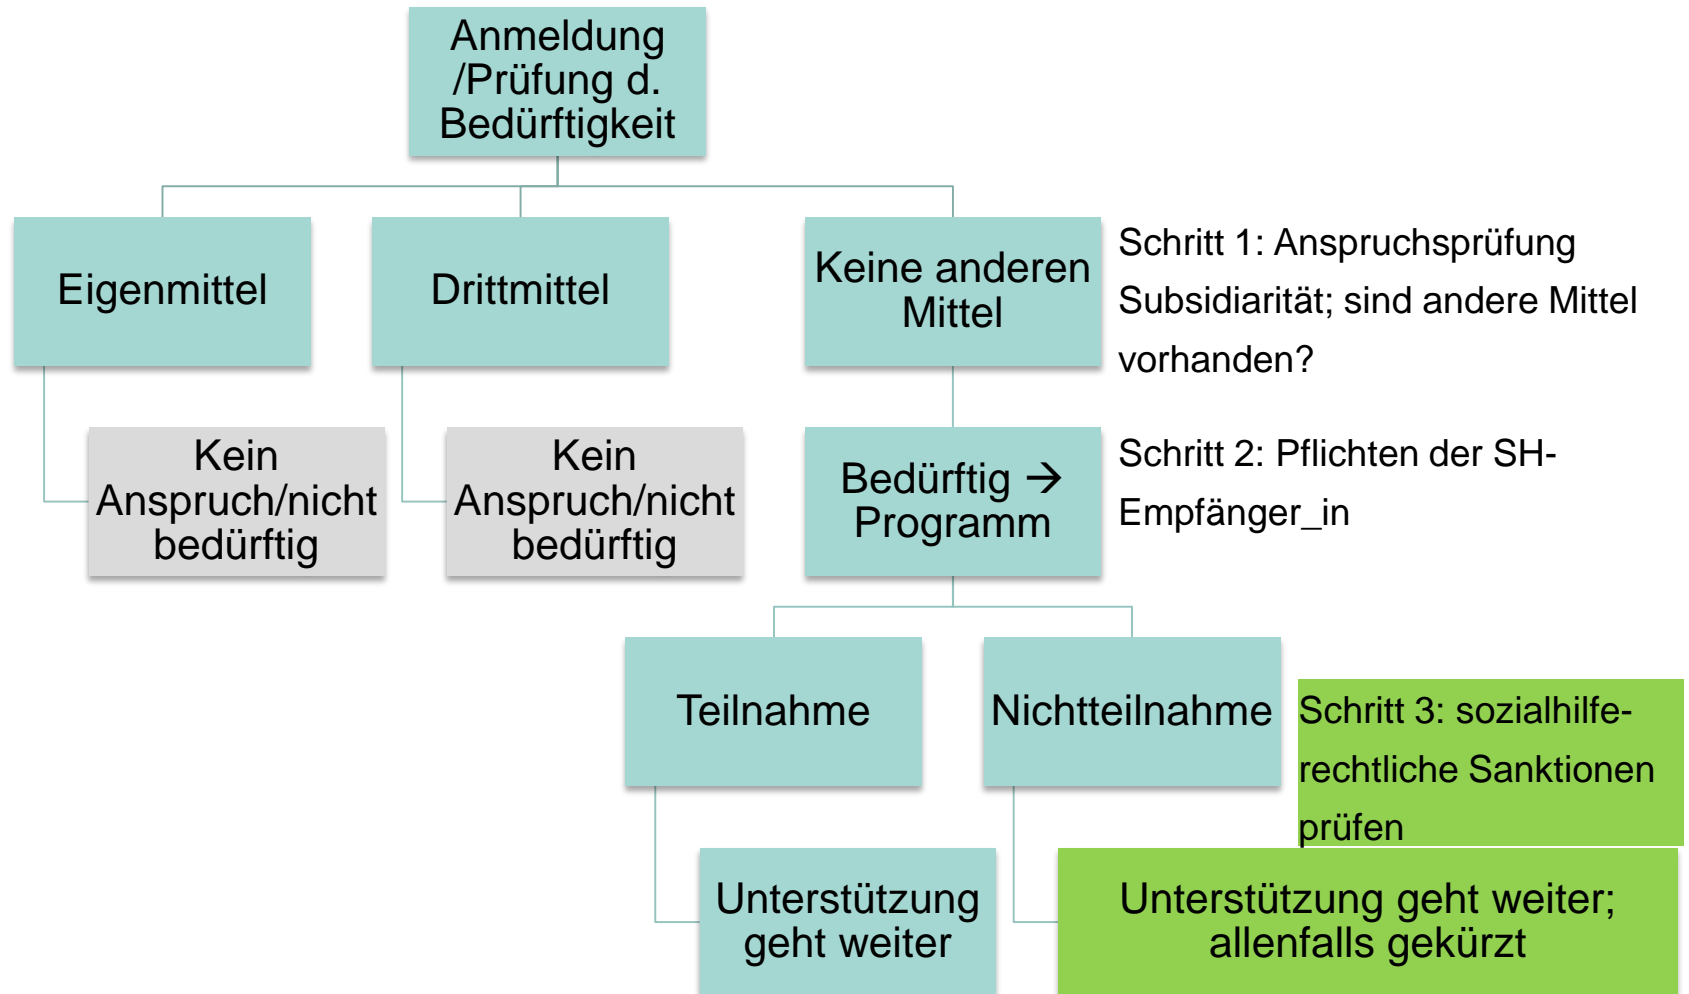 Anmeldung
/Prüfung d.
Bedürftigkeit
Eigenmittel
Drittmittel
Keine anderen
Mittel
Schritt 1: Anspruchsprüfung
Subsidiarität; sind andere Mittel
vorhanden?
Kein
Anspruch/nicht
bedürftig
Kein
Anspruch/nicht
bedürftig
Bedürftig →
Programm
Schritt 2: Pflichten der SH-
Empfänger_in
Teilnahme
Nichtteilnahme
Schritt 3: sozialhilfe-
rechtliche Sanktionen
prüfen
Unterstützung
geht weiter
Unterstützung geht weiter;
allenfalls gekürzt